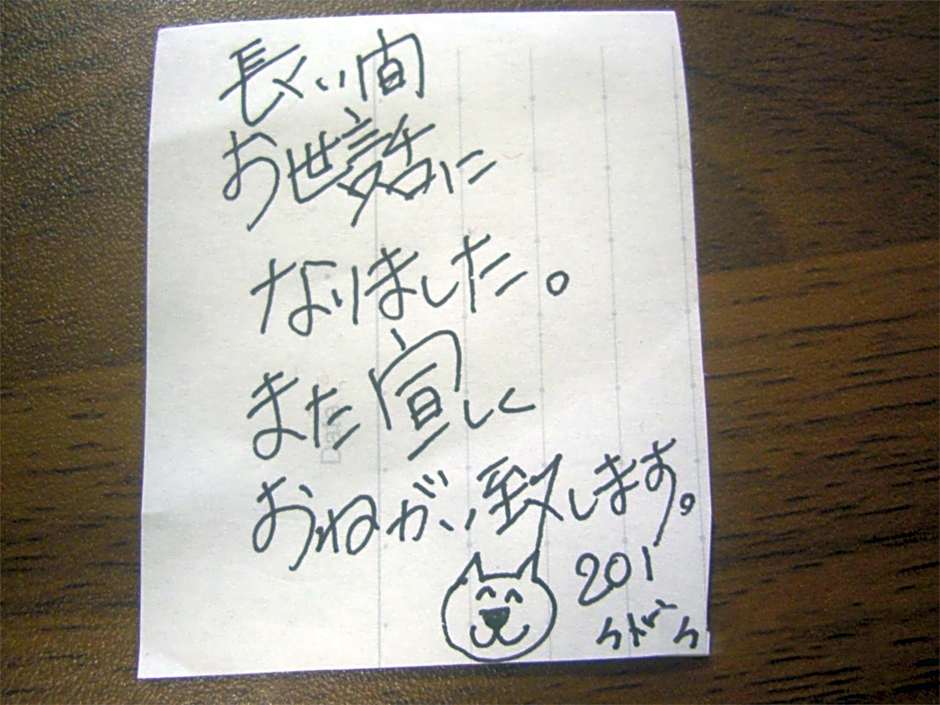 長い間
お世話に
なりました。
また宜しく
おねがい致します。
201